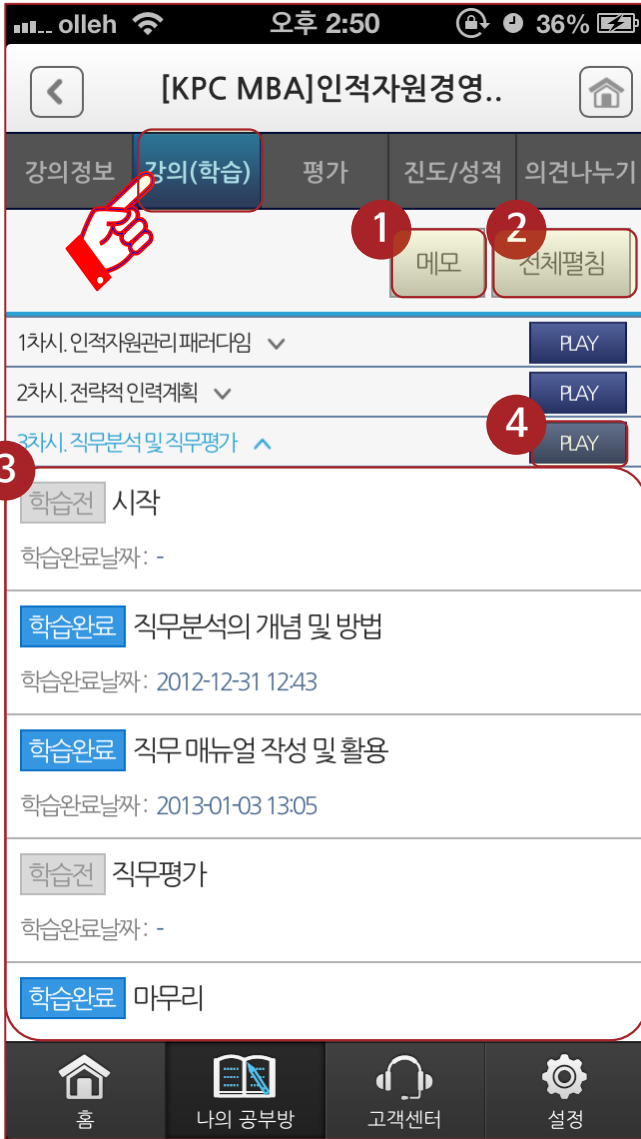 olleh 오후 2:50 36%
[KPC MBA]인적자원경영..
강의정보 강의(학습) 평가 진도/성적 의견나누기
1 2
메모 전체펼침
1차시. 인적자원관리 패러다임 PLAY
2차시. 전략적 인력계획 PLAY
4
3차시. 직무분석 및 직무평가 PLAY
3
학습전 시작
학습완료날짜 : -
학습완료 직무분석의 개념 및 방법
학습완료날짜 : 2012-12-31 12:43
학습완료 직무 매뉴얼 작성 및 활용
학습완료날짜 : 2013-01-03 13:05
학습전 직무평가
학습완료날짜 : -
학습완료 마무리
홈 나의 공부방 고객센터 설정